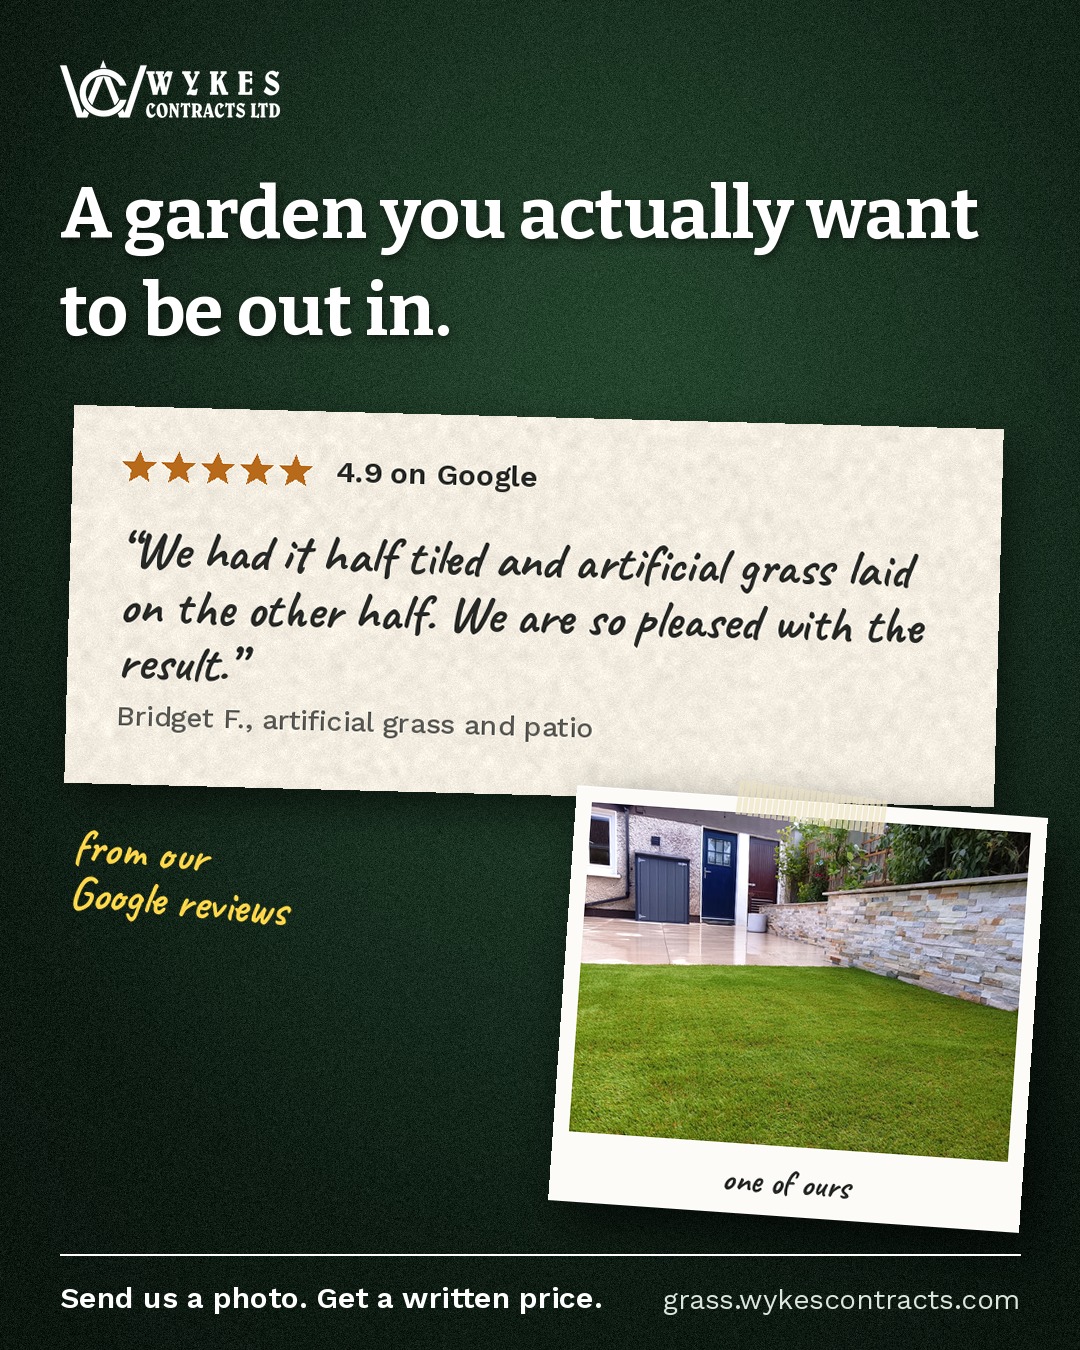 WYKES
CONTRACTS LTD
A garden you actually want
to be out in.
4.9 on Google
“We had it half tiled and artificial grass laid
on the other half. We are so pleased with the
result.”
Bridget F., artificial grass and patio
from our
Google reviews
one of ours
Send us a photo. Get a written price.
grass.wykescontracts.com